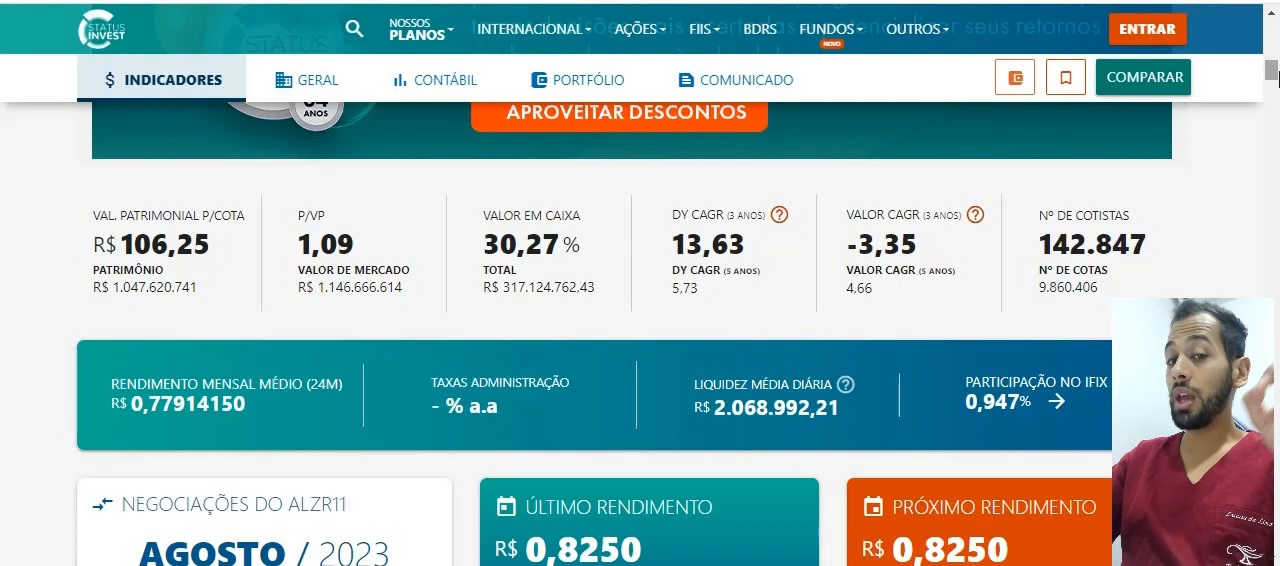 STATUS INVEST
NOSSOS PLANOS
INTERNACIONAL
AÇÕES
FIIS
BDRS
FUNDOS
NOVO
OUTROS
ENTRAR
seus retornos
STATUS
INDICADORES
GERAL
CONTÁBIL
PORTFÓLIO
COMUNICADO
COMPARAR
ANOS
APROVEITAR DESCONTOS
VAL. PATRIMONIAL P/COTA
R$ 106,25
PATRIMÔNIO
R$ 1.047.620.741
P/VP
1,09
VALOR DE MERCADO
R$ 1.146.666.614
VALOR EM CAIXA
30,27 %
TOTAL
R$ 317.124.762,43
DY CAGR (3 ANOS)
13,63
DY CAGR (5 ANOS)
5,73
VALOR CAGR (3 ANOS)
-3,35
VALOR CAGR (5 ANOS)
4,66
Nº DE COTISTAS
142.847
Nº DE COTAS
9.860.406
RENDIMENTO MENSAL MÉDIO (24M)
R$ 0,77914150
TAXAS ADMINISTRAÇÃO
- % a.a
LIQUIDEZ MÉDIA DIÁRIA
R$ 2.068.992,21
PARTICIPAÇÃO NO IFIX
0,947%
NEGOCIAÇÕES DO ALZR11
AGOSTO / 2023
ÚLTIMO RENDIMENTO
R$ 0,8250
PRÓXIMO RENDIMENTO
R$ 0,8250